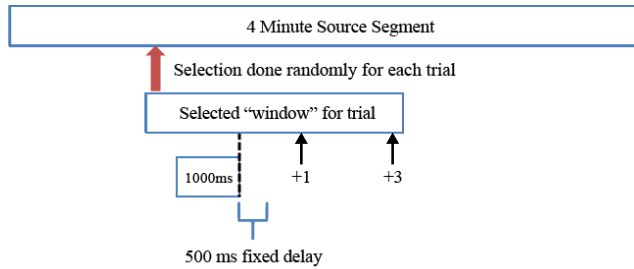 4 Minute Source Segment
Selection done randomly for each trial
Selected “window” for trial
1000ms
+1
+3
500 ms fixed delay